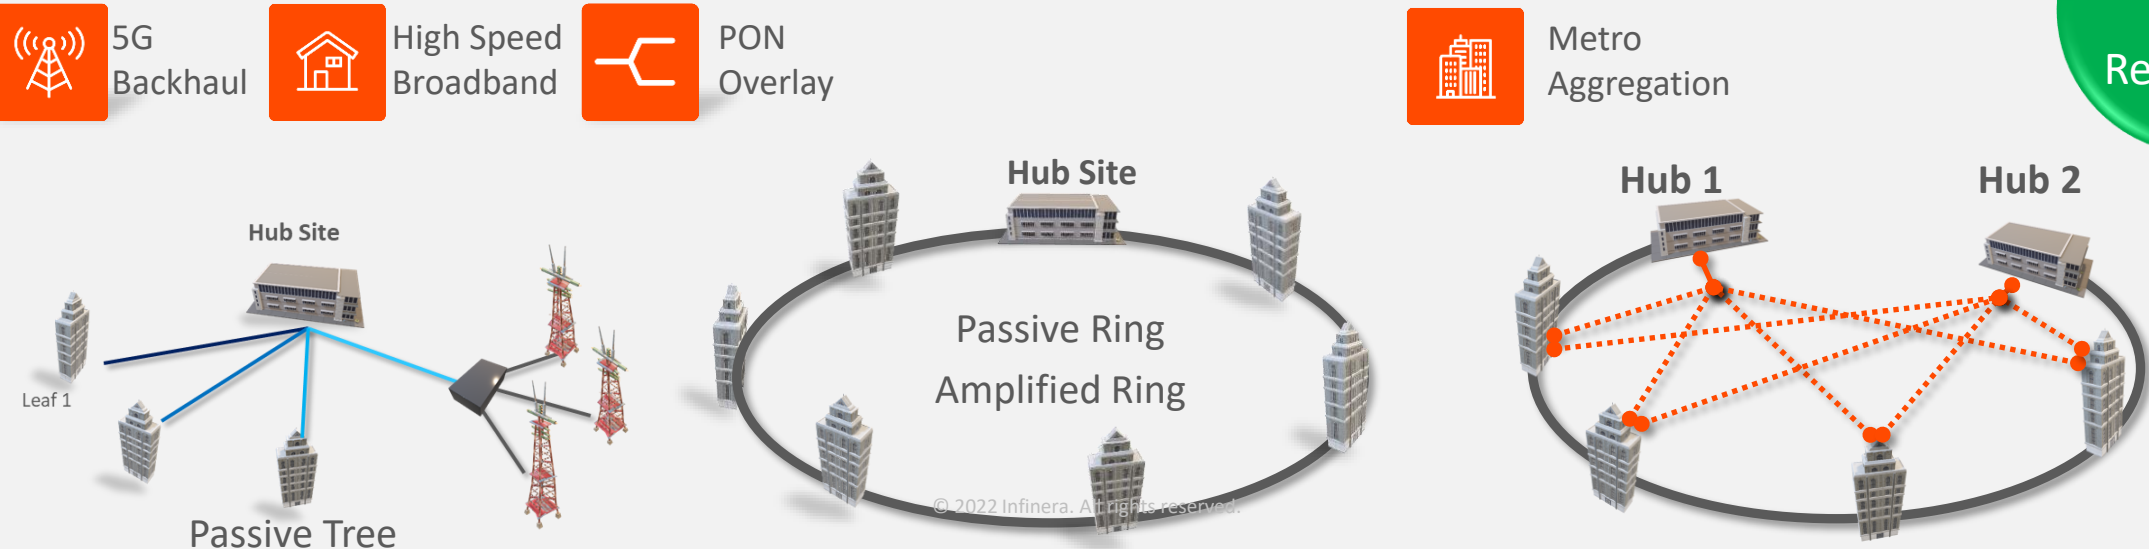 5G
Backhaul
High Speed
Broadband
PON
Overlay
Metro
Aggregation
Hub Site
Leaf 1
Passive Tree
Hub Site
Passive Ring
Amplified Ring
Hub 1
Hub 2
© 2022 Infinera. All rights reserved.